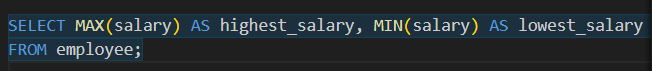 SELECT MAX(salary) AS highest_salary, MIN(salary) AS lowest_salary
FROM employee;